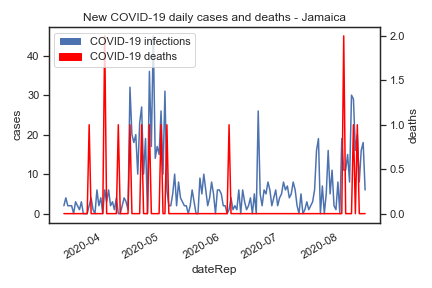 New COVID-19 daily cases and deaths - Jamaica
COVID-19 infections
COVID-19 deaths
40
30
20
10
0
cases
2.0
1.5
1.0
0.5
0.0
deaths
2020-04
2020-05
2020-06
2020-07
2020-08
dateRep